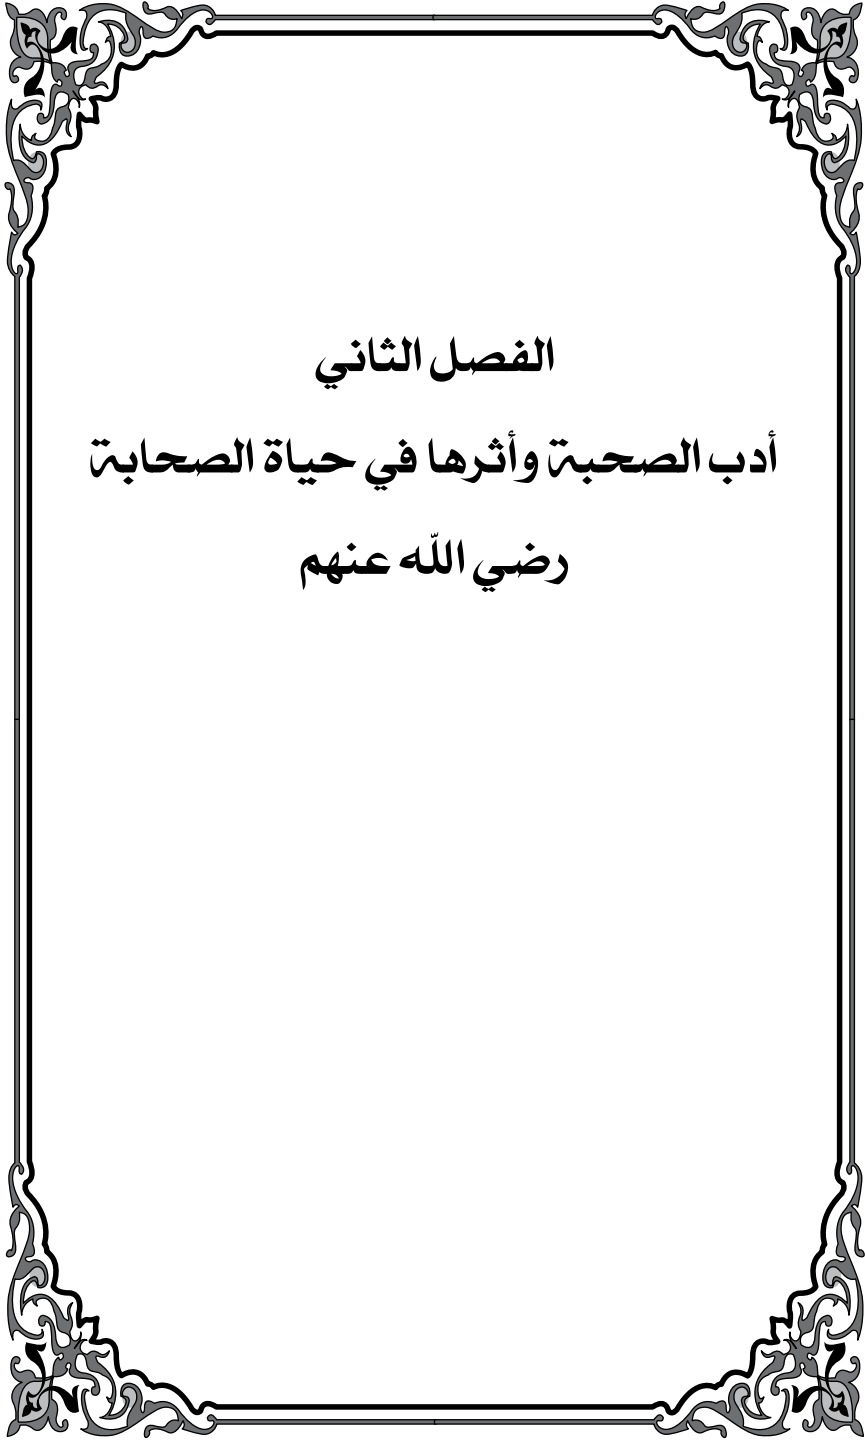 الفصل الثاني
أدب الصحبة وأثرها في حياة الصحابة
رضي الله عنهم